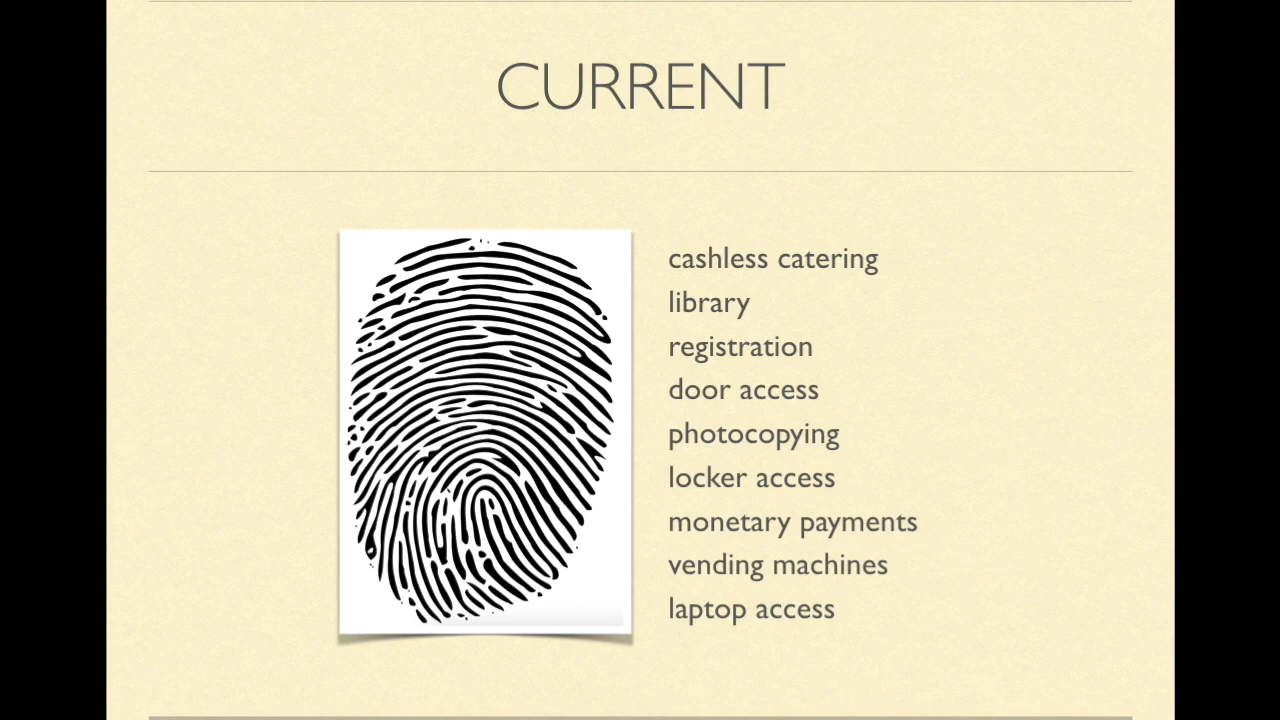 CURRENT
cashless catering
library
registration
door access
photocopying
locker access
monetary payments
vending machines
laptop access